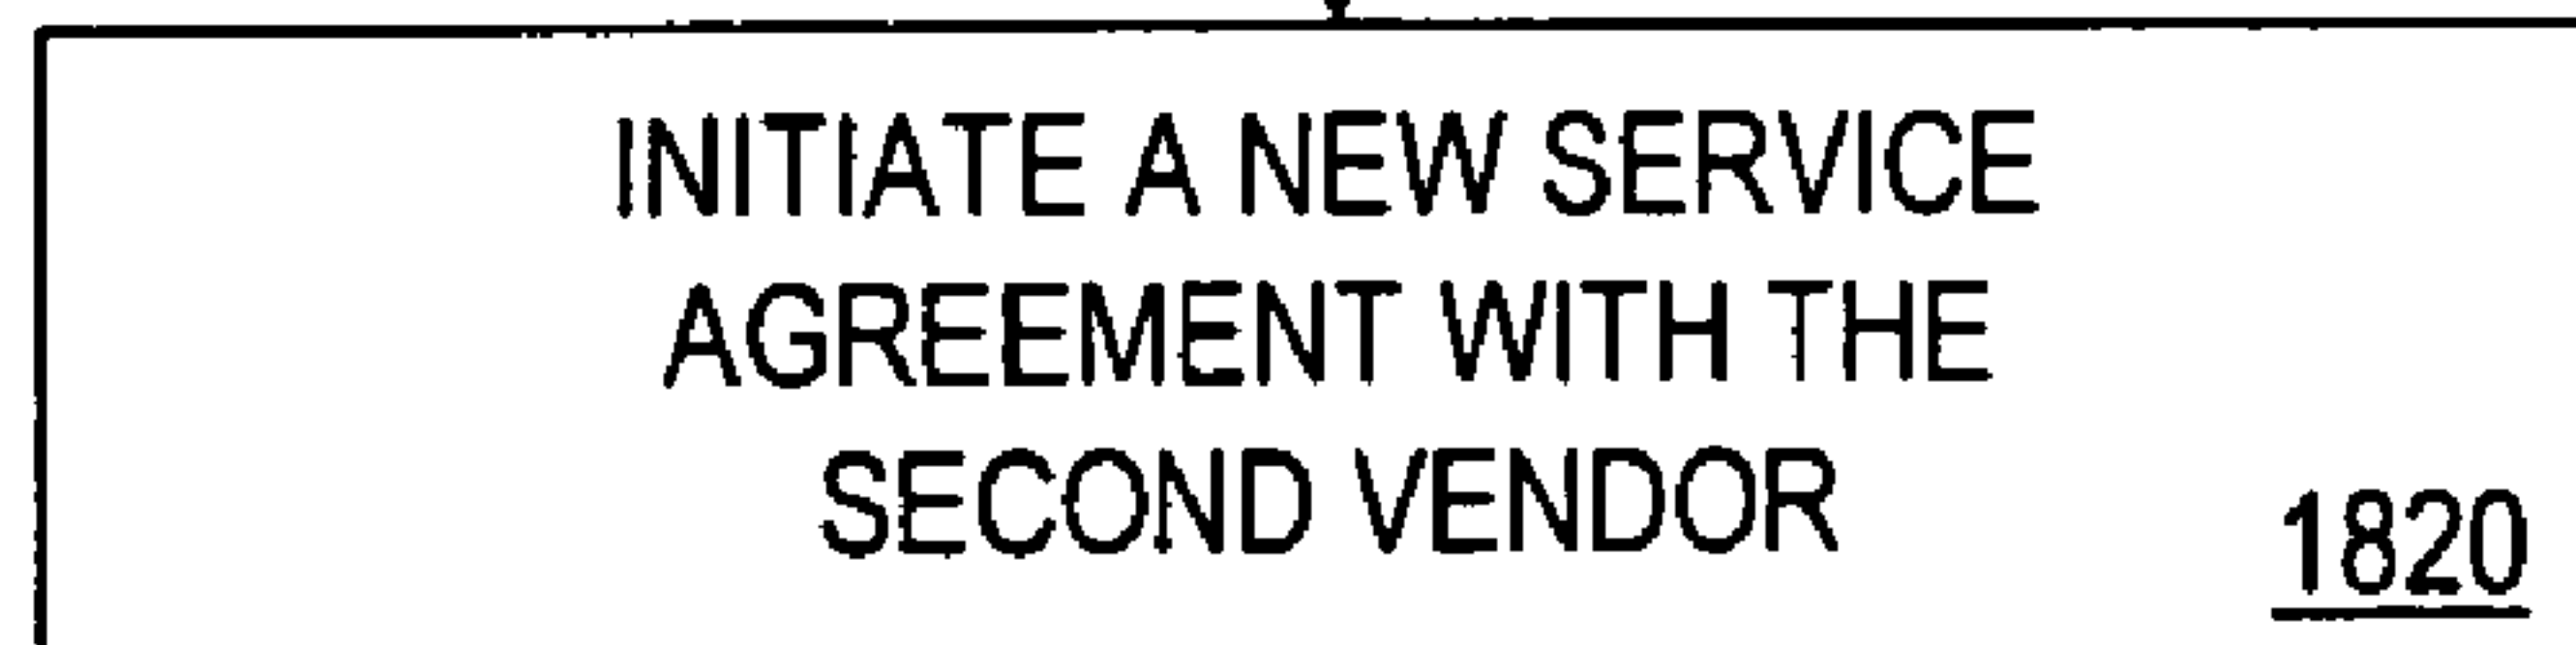 INITIATE A NEW SERVICE
AGREEMENT WITH THE
SECOND VENDOR
1820